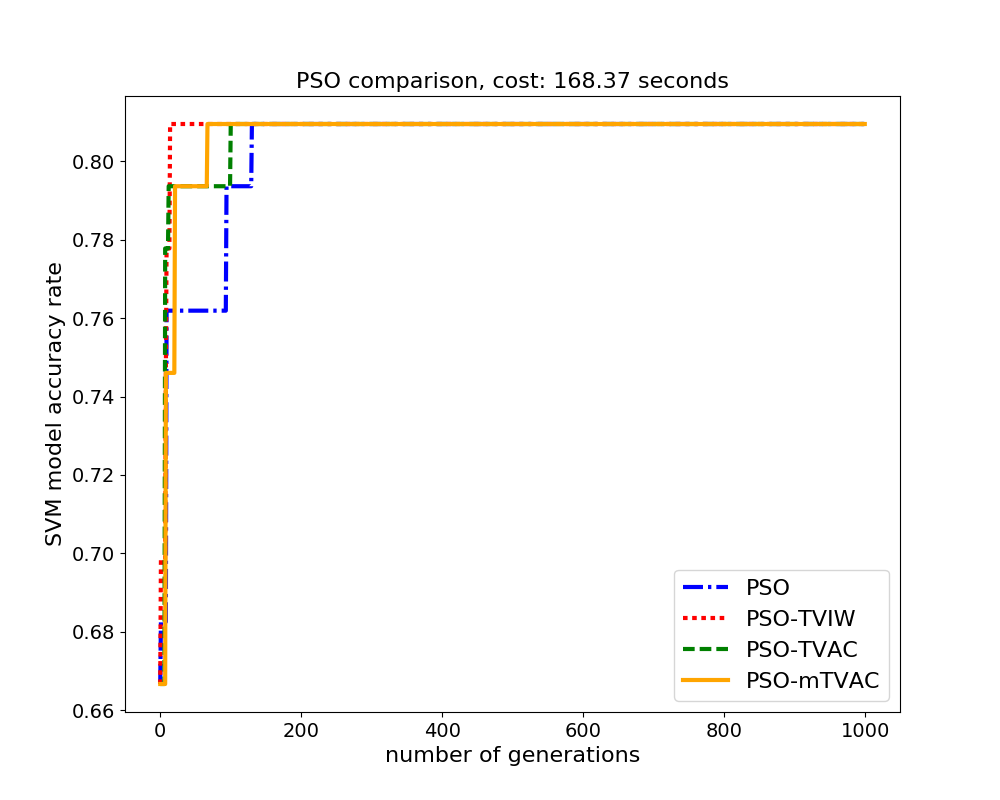 PSO comparison, cost: 168.37 seconds
SVM model accuracy rate
0.80
0.78
0.76
0.74
0.72
0.70
0.68
0.66
0 200 400 600 800 1000
number of generations
PSO
PSO-TVIW
PSO-TVAC
PSO-mTVAC